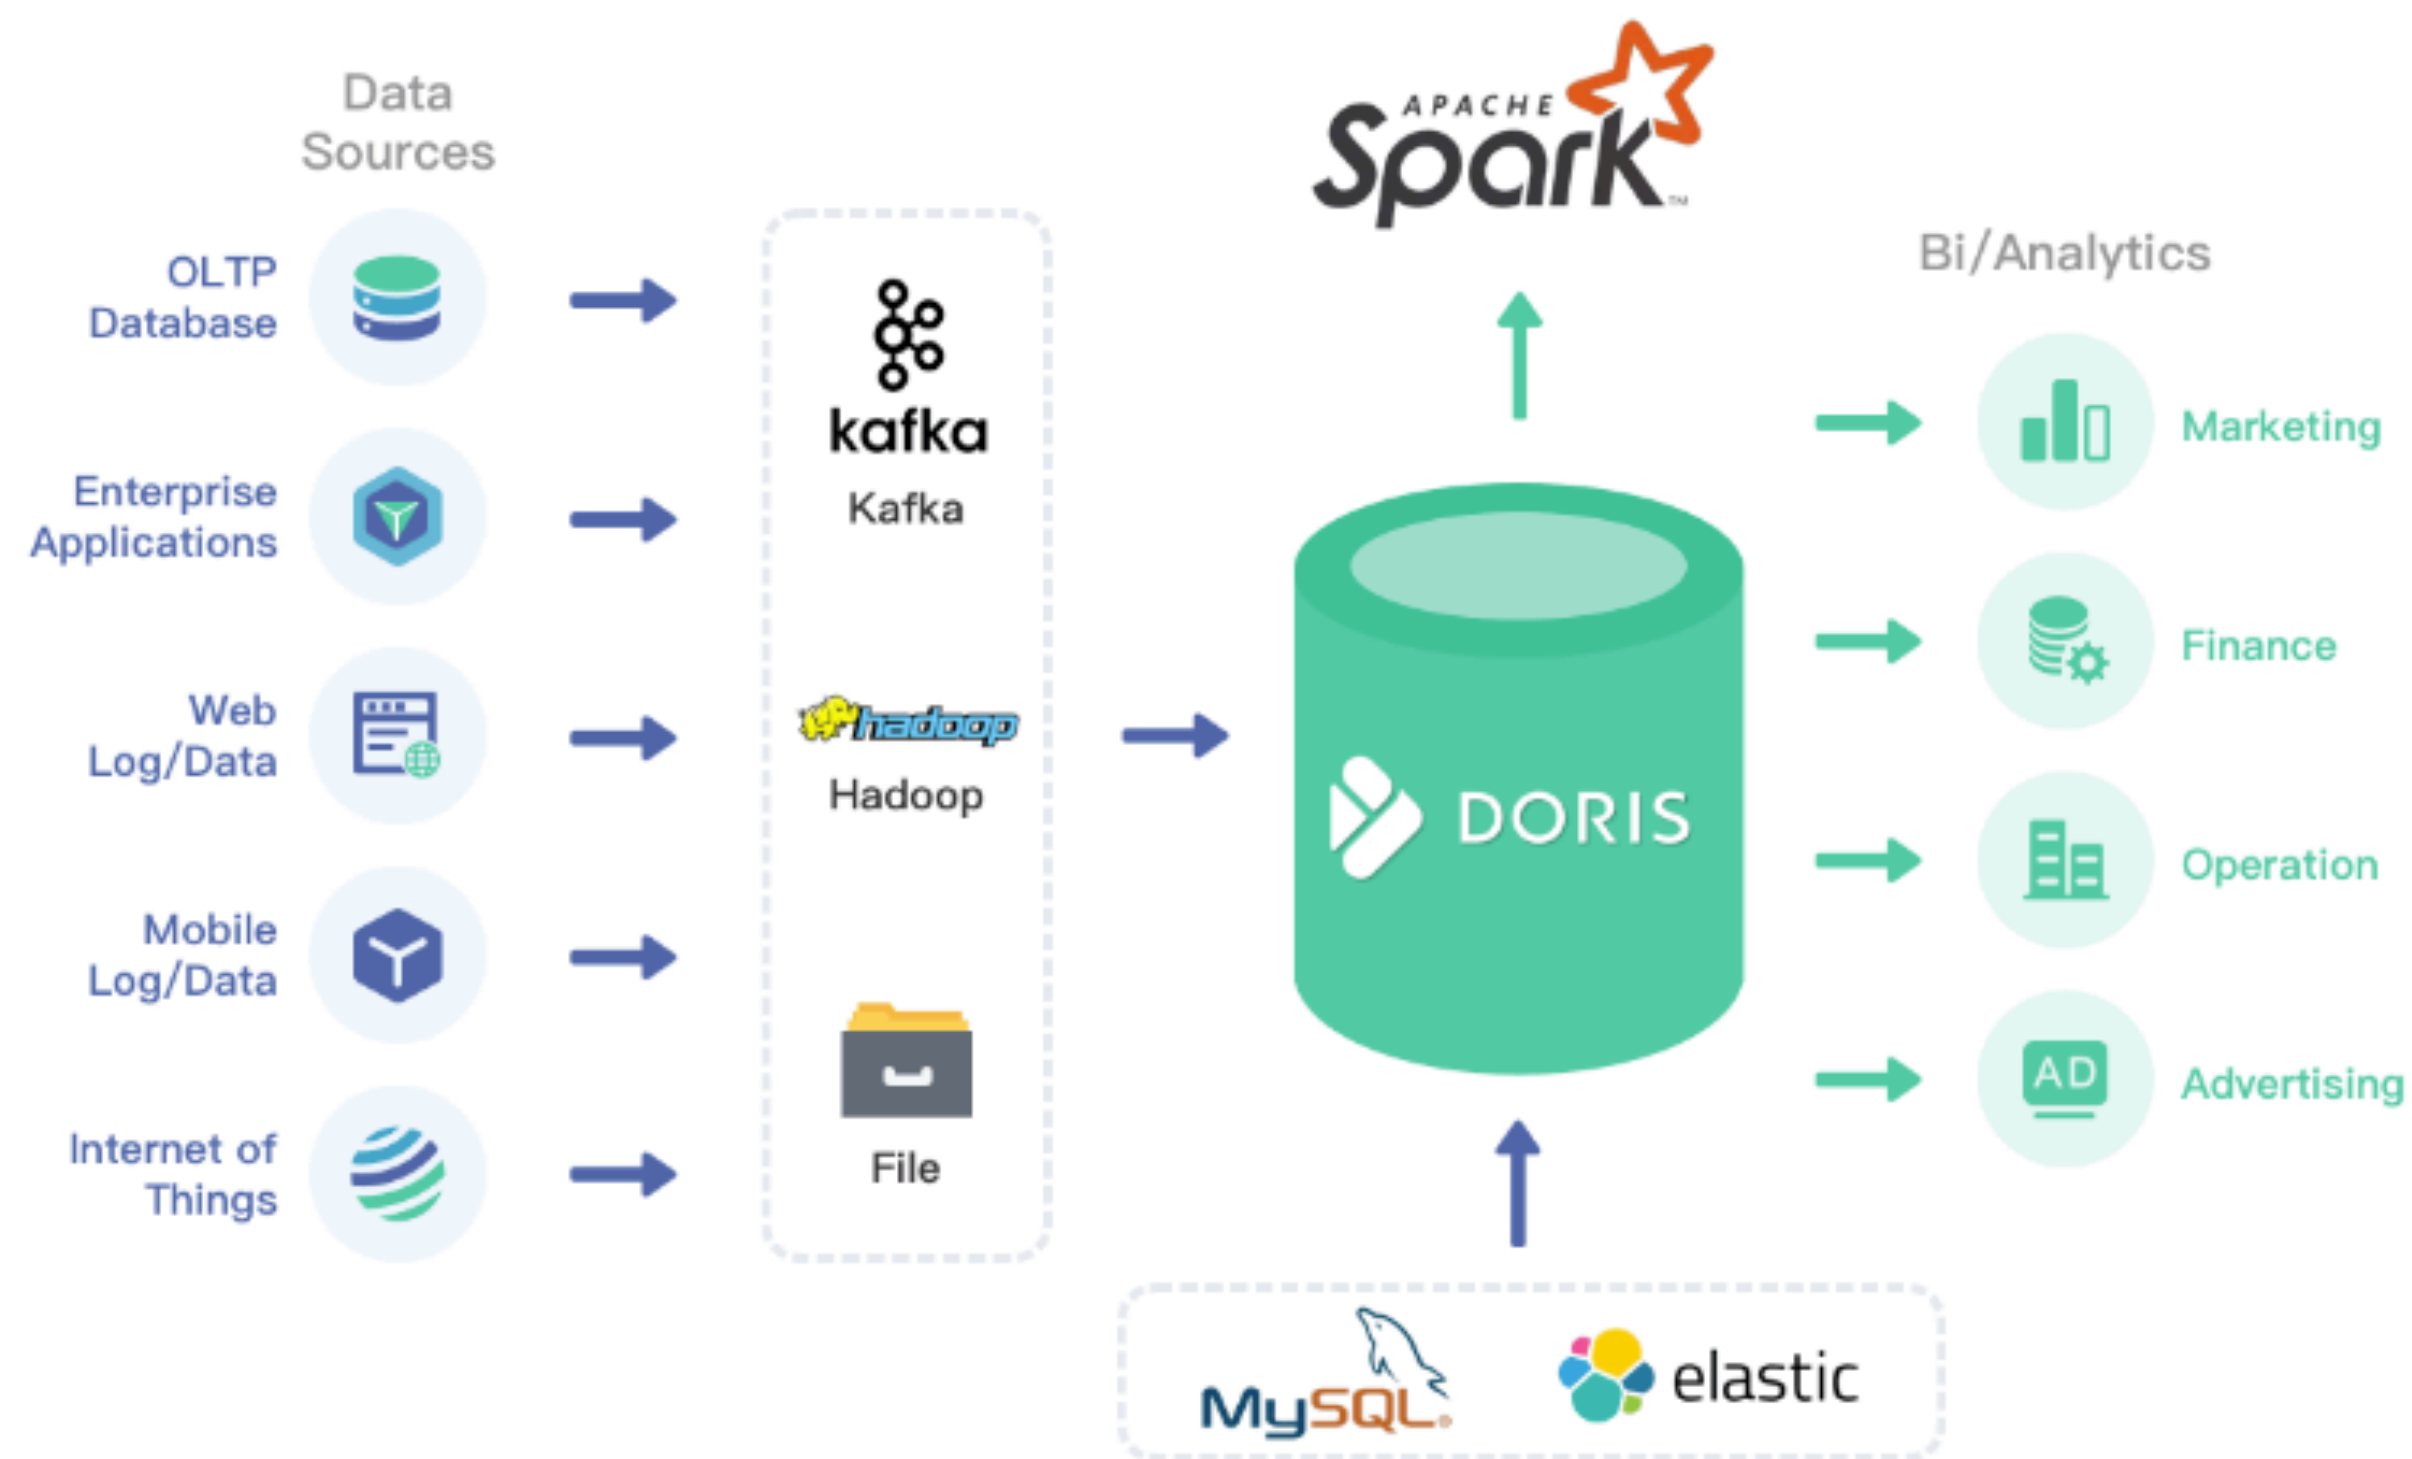 Data
Sources
OLTP
Database
Enterprise
Applications
Web
Log/Data
Mobile
Log/Data
Internet of
Things
kafka
Kafka
hadoop
Hadoop
File
APACHE
Spark™
DORIS
MySQL®
elastic
Bi/Analytics
Marketing
Finance
Operation
AD
Advertising